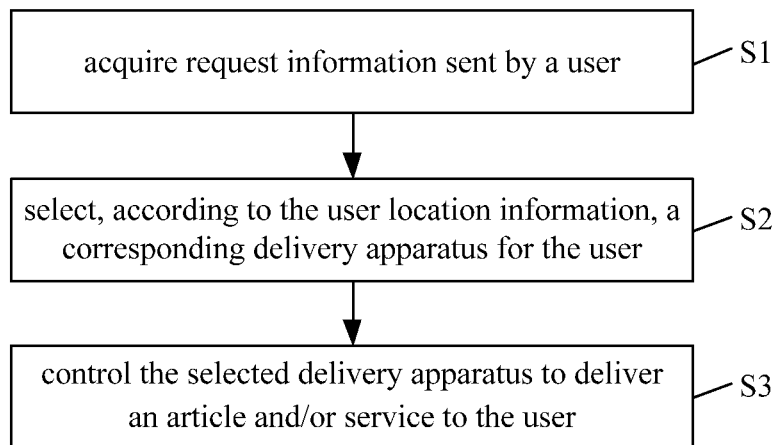 acquire request information sent by a user
S1
select, according to the user location information, a
corresponding delivery apparatus for the user
S2
control the selected delivery apparatus to deliver
an article and/or service to the user
S3